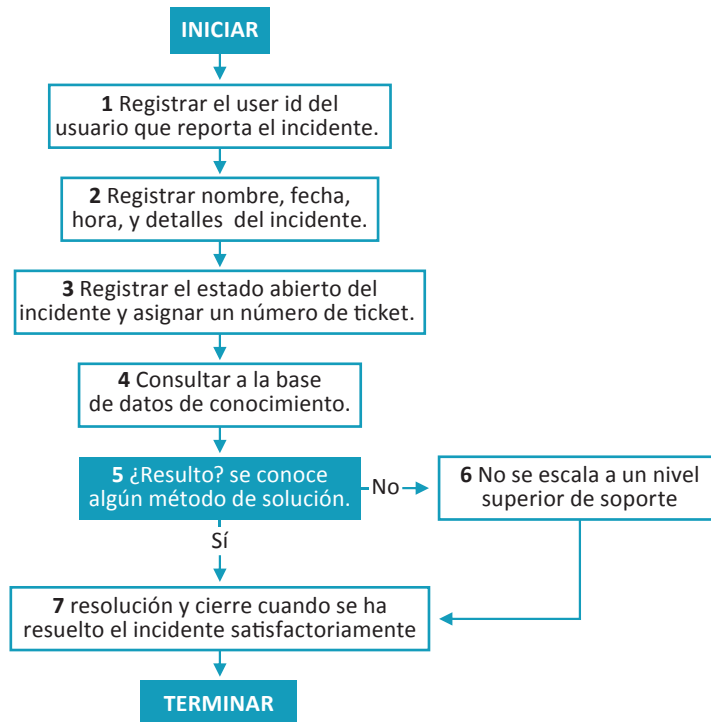 INICIAR
1 Registrar el user id del
usuario que reporta el incidente.
2 Registrar nombre, fecha,
hora, y detalles del incidente.
3 Registrar el estado abierto del
incidente y asignar un número de ticket.
4 Consultar a la base
de datos de conocimiento.
5 ¿Resulto? se conoce
algún método de solución.
No
6 No se escala a un nivel
superior de soporte
Sí
7 resolución y cierre cuando se ha
resuelto el incidente satisfactoriamente
TERMINAR